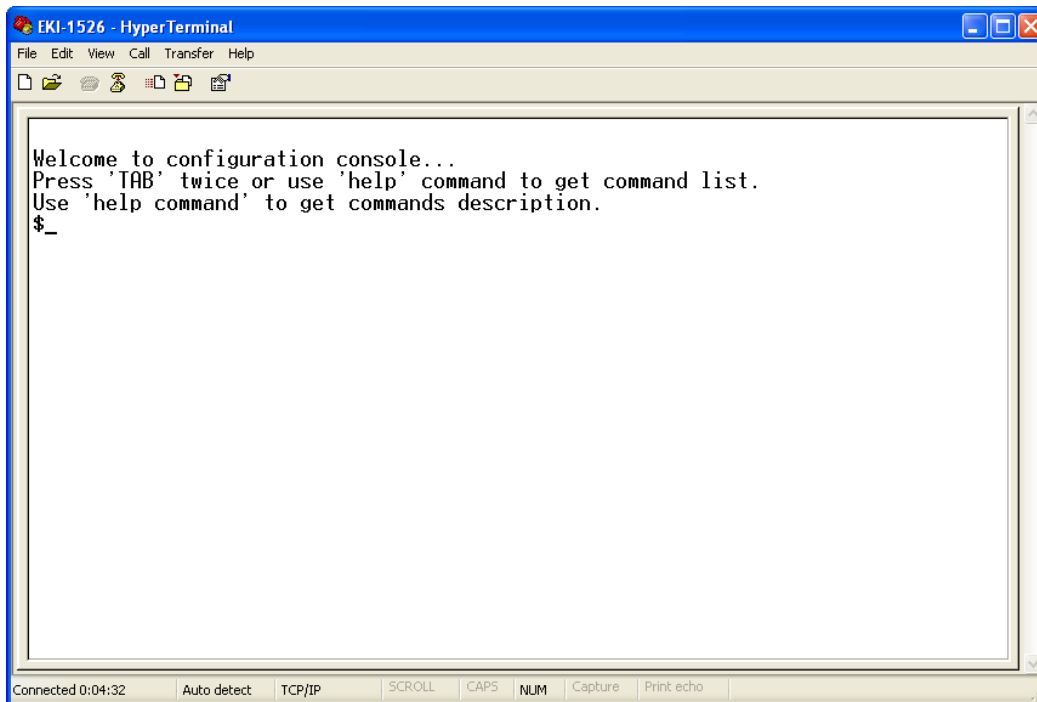 EKI-1526 - HyperTerminal
File Edit View Call Transfer Help
Welcome to configuration console...
Press 'TAB' twice or use 'help' command to get command list.
Use 'help command' to get commands description.
$_
Connected 0:04:32 Auto detect TCP/IP SCROLL CAPS NUM Capture Print echo